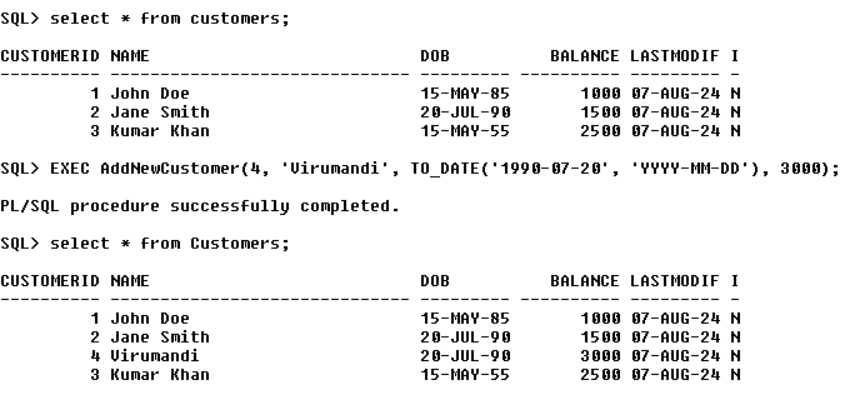 SQL> select * from customers;
CUSTOMERID NAME                           DOB          BALANCE LASTMODIF I
---------- ------------------------------ --------- ---------- --------- -
         1 John Doe                       15-MAY-85       1000 07-AUG-24 N
         2 Jane Smith                     20-JUL-90       1500 07-AUG-24 N
         3 Kumar Khan                     15-MAY-55       2500 07-AUG-24 N
SQL> EXEC AddNewCustomer(4, 'Virumandi', TO_DATE('1990-07-20', 'YYYY-MM-DD'), 3000);
PL/SQL procedure successfully completed.
SQL> select * from Customers;
CUSTOMERID NAME                           DOB          BALANCE LASTMODIF I
---------- ------------------------------ --------- ---------- --------- -
         1 John Doe                       15-MAY-85       1000 07-AUG-24 N
         2 Jane Smith                     20-JUL-90       1500 07-AUG-24 N
         4 Virumandi                      20-JUL-90       3000 07-AUG-24 N
         3 Kumar Khan                     15-MAY-55       2500 07-AUG-24 N